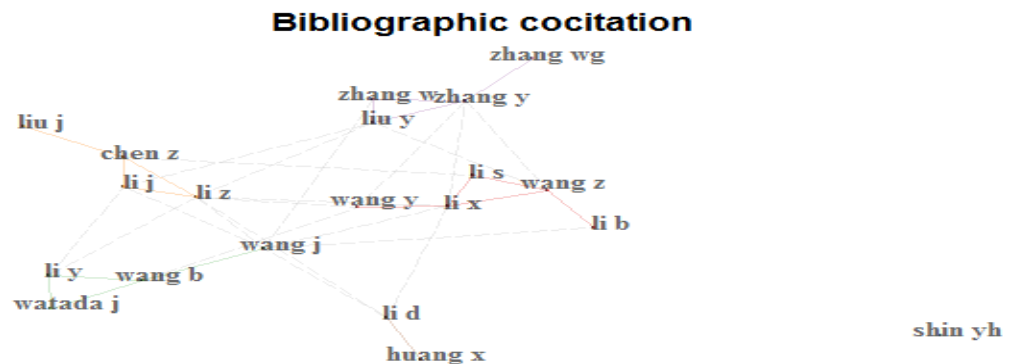 Bibliographic cocitation
zhang wg
zhang w
zhang y
liu y
liu j
chen z
li s
li j
li z
wang z
wang y
li x
li b
wang j
li y
wang b
watada j
li d
shin yh
huang x